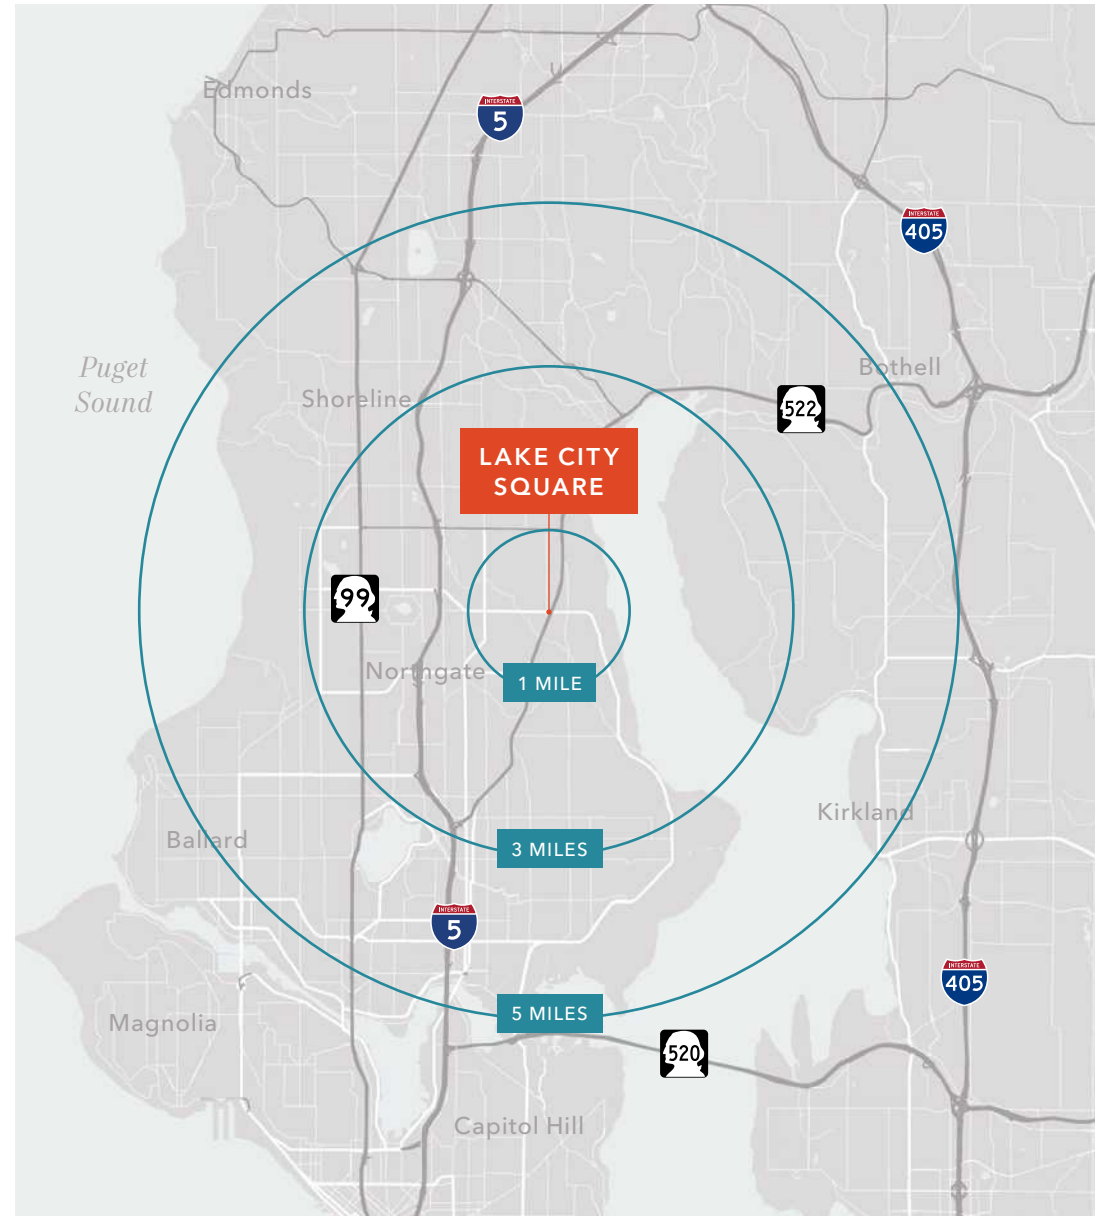 Edmonds
INTERSTATE
5
INTERSTATE
405
Puget
Sound
Bothell
Shoreline
522
LAKE CITY
SQUARE
99
Northgate
1 MILE
Kirkland
Ballard
3 MILES
INTERSTATE
5
INTERSTATE
405
5 MILES
Magnolia
520
Capitol Hill